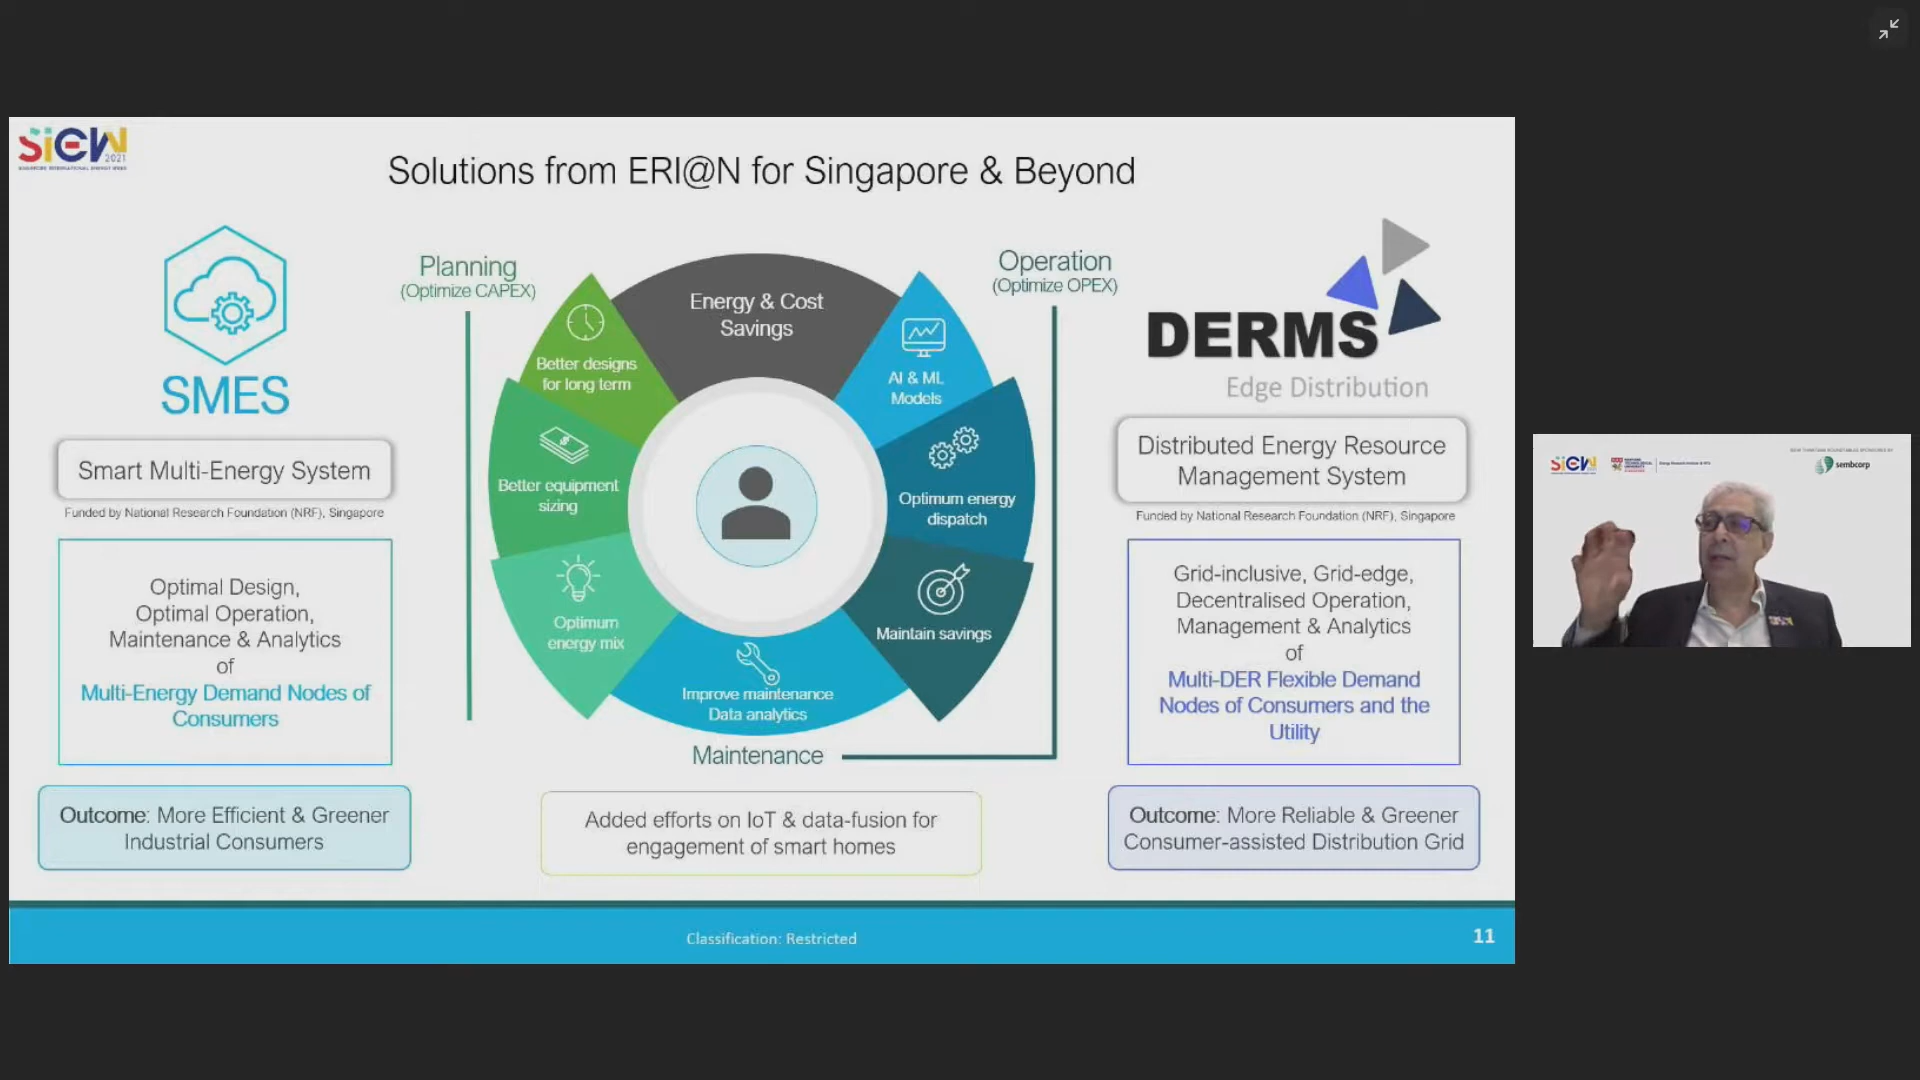 SiEW
2021
SINGAPORE INTERNATIONAL ENERGY WEEK
Solutions from ERI@N for Singapore & Beyond
SMES
Smart Multi-Energy System
Funded by National Research Foundation (NRF), Singapore
Optimal Design,
Optimal Operation,
Maintenance & Analytics
of
Multi-Energy Demand Nodes of
Consumers
Outcome: More Efficient & Greener
Industrial Consumers
Planning
(Optimize CAPEX)
Energy & Cost
Savings
Better designs
for long term
Better equipment
sizing
Optimum
energy mix
Improve maintenance
Data analytics
AI & ML
Models
Optimum energy
dispatch
Maintain savings
Operation
(Optimize OPEX)
Maintenance
Added efforts on IoT & data-fusion for
engagement of smart homes
DERMS
Edge Distribution
Distributed Energy Resource
Management System
Funded by National Research Foundation (NRF), Singapore
Grid-inclusive, Grid-edge,
Decentralised Operation,
Management & Analytics
of
Multi-DER Flexible Demand
Nodes of Consumers and the
Utility
Outcome: More Reliable & Greener
Consumer-assisted Distribution Grid
Classification: Restricted
11
SiEW
sembcorp